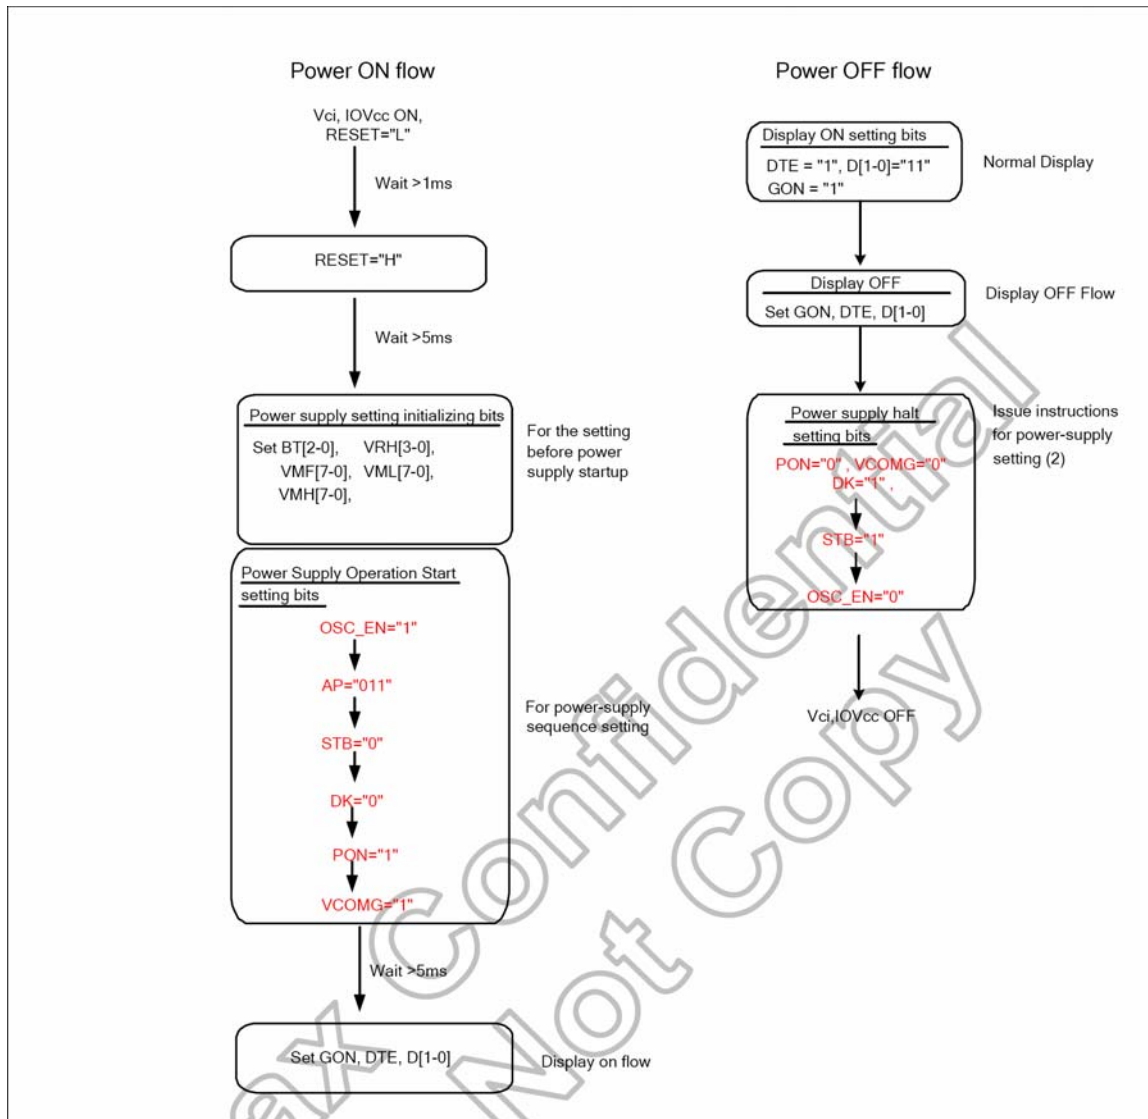 Power ON flow
Vci, IOVcc ON,
RESET="L"
Wait >1ms
RESET="H"
Wait >5ms
Power supply setting initializing bits
Set BT[2-0], VRH[3-0],
VMF[7-0], VML[7-0],
VMH[7-0],
For the setting
before power
supply startup
Power Supply Operation Start
setting bits
OSC_EN="1"
AP="011"
STB="0"
DK="0"
PON="1"
VCOMG="1"
For power-supply
sequence setting
Wait >5ms
Set GON, DTE, D[1-0]
Display on flow
Power OFF flow
Display ON setting bits
DTE = "1", D[1-0]="11"
GON = "1"
Normal Display
Display OFF
Set GON, DTE, D[1-0]
Display OFF Flow
Power supply halt
setting bits
PON="0" , VCOMG="0"
DK="1" ,
STB="1"
OSC_EN="0"
Issue instructions
for power-supply
setting (2)
Vci,IOVcc OFF
ax Confidential
Not Copy